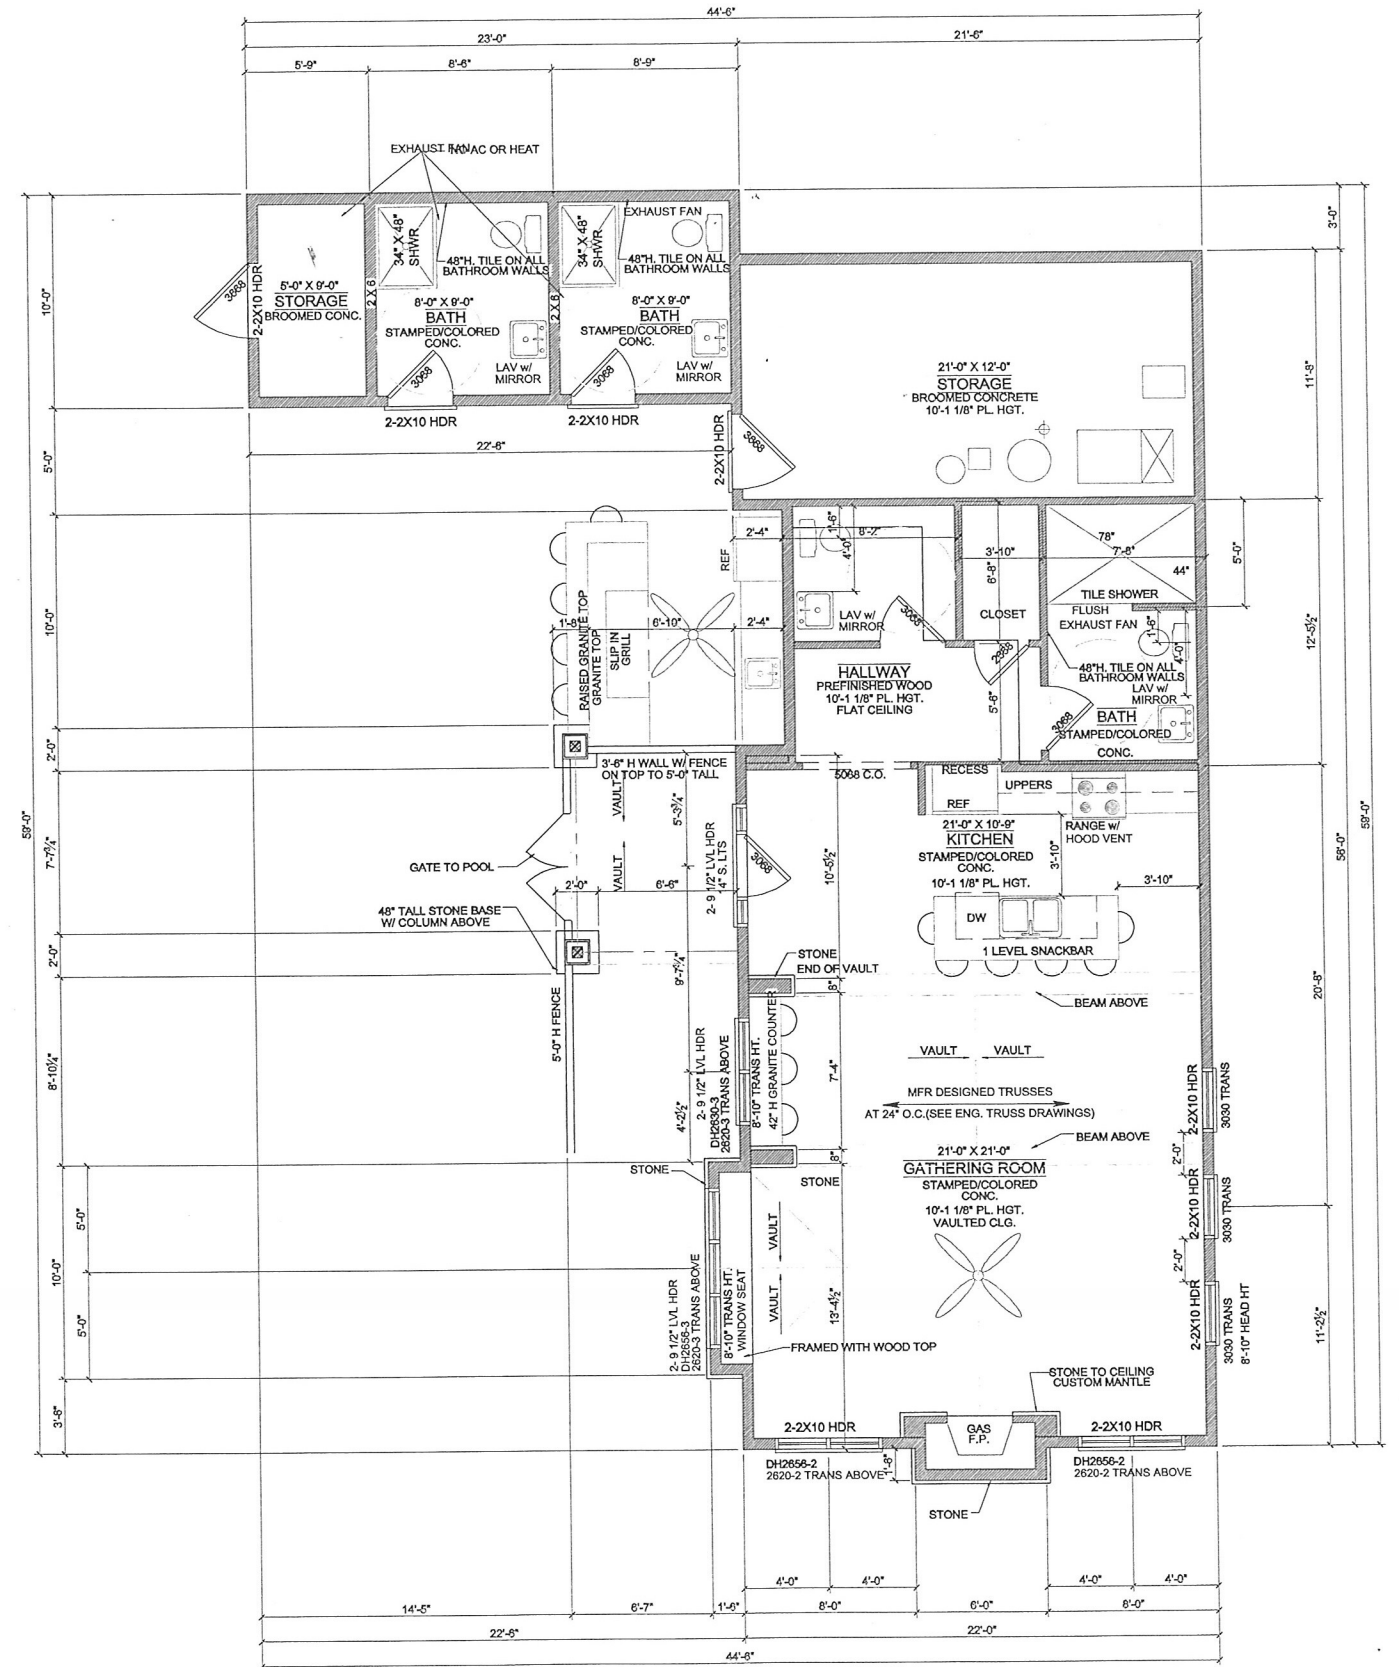 44'-6"
23'-0"
21'-6"
5'-9"
8'-6"
8'-9"
EXHAUST FAN
NO AC OR HEAT
3'-0"
59'-0"
10'-0"
3868
2-2X10 HDR
5'-0" X 9'-0"
STORAGE
BROOMED CONC.
2 X 6
34" X 48"
SHWR
48"H. TILE ON ALL
BATHROOM WALLS
8'-0" X 9'-0"
BATH
STAMPED/COLORED
CONC.
LAV w/
MIRROR
3068
2-2X10 HDR
2 X 6
34" X 48"
SHWR
EXHAUST FAN
48"H. TILE ON ALL
BATHROOM WALLS
8'-0" X 9'-0"
BATH
STAMPED/COLORED
CONC.
LAV w/
MIRROR
3068
2-2X10 HDR
21'-0" X 12'-0"
STORAGE
BROOMED CONCRETE
10'-1 1/8" PL. HGT.
11'-8"
5'-0"
22'-6"
2-2X10 HDR
3868
10'-0"
REF
2'-4"
1'-8"
6'-10"
2'-4"
RAISED GRANITE TOP
GRANITE TOP
SLIP IN
GRILL
1'-6"
4'-0"
8'-2"
LAV w/
MIRROR
3068
3'-10"
6'-8"
CLOSET
2868
5'-6"
78"
7'-8"
44"
TILE SHOWER
FLUSH
EXHAUST FAN
1'-6"
4'-0"
48"H. TILE ON ALL
BATHROOM WALLS
LAV w/
MIRROR
3068
BATH
STAMPED/COLORED
CONC.
5'-0"
12'-5½"
HALLWAY
PREFINISHED WOOD
10'-1 1/8" PL. HGT.
FLAT CEILING
2'-0"
3'-6" H WALL W/ FENCE
ON TOP TO 5'-0" TALL
5068 C.O.
RECESS
REF
UPPERS
RANGE w/
HOOD VENT
21'-0" X 10'-9"
KITCHEN
STAMPED/COLORED
CONC.
10'-1 1/8" PL. HGT.
3'-10"
3'-10"
7'-7¾"
GATE TO POOL
VAULT
VAULT
5'-3¾"
2'-0"
6'-6"
2- 9 1/2" LVL HDR
14" S. LTS
3068
10'-5½"
48" TALL STONE BASE
W/ COLUMN ABOVE
DW
1 LEVEL SNACKBAR
2'-0"
STONE
END OF VAULT
8"
BEAM ABOVE
56'-0"
59'-0"
20'-8"
5'-0" H FENCE
9'-7¾"
8'-10¼"
4'-2½"
2- 9 1/2" LVL HDR
DH2630-3
2620-3 TRANS ABOVE
8'-10" TRANS HT.
42" H GRANITE COUNTER
7'-4"
VAULT
VAULT
MFR DESIGNED TRUSSES
AT 24" O.C.(SEE ENG. TRUSS DRAWINGS)
BEAM ABOVE
2-2X10 HDR
3030 TRANS
2'-0"
STONE
8"
STONE
21'-0" X 21'-0"
GATHERING ROOM
STAMPED/COLORED
CONC.
10'-1 1/8" PL. HGT.
VAULTED CLG.
2-2X10 HDR
3030 TRANS
2'-0"
5'-0"
10'-0"
5'-0"
VAULT
VAULT
2- 9 1/2" LVL HDR
DH2656-3
2620-3 TRANS ABOVE
8'-10" TRANS HT.
WINDOW SEAT
13'-4½"
FRAMED WITH WOOD TOP
2-2X10 HDR
3030 TRANS
8'-10" HEAD HT
11'-2½"
3'-6"
STONE TO CEILING
CUSTOM MANTLE
2-2X10 HDR
GAS
F.P.
2-2X10 HDR
DH2656-2
2620-2 TRANS ABOVE
1'-8"
DH2656-2
2620-2 TRANS ABOVE
STONE
4'-0"
4'-0"
4'-0"
4'-0"
14'-5"
6'-7"
1'-6"
8'-0"
6'-0"
8'-0"
22'-6"
22'-0"
44'-6"